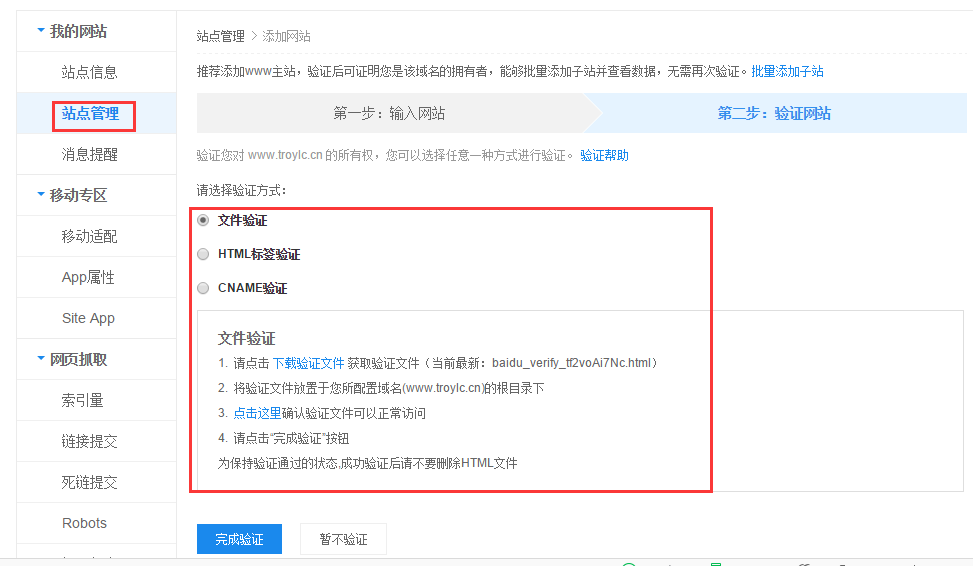 我的网站
站点信息
站点管理
消息提醒
移动专区
移动适配
App属性
Site App
网页抓取
索引量
链接提交
死链提交
Robots
站点管理 > 添加网站
推荐添加www主站，验证后可证明您是该域名的拥有者，能够批量添加子站并查看数据，无需再次验证。批量添加子站
第一步：输入网站
第二步：验证网站
验证您对 www.troylc.cn 的所有权，您可以选择任意一种方式进行验证。 验证帮助
请选择验证方式：
文件验证
HTML标签验证
CNAME验证
文件验证
1. 请点击 下载验证文件 获取验证文件（当前最新：baidu_verify_tf2voAi7Nc.html）
2. 将验证文件放置于您所配置域名(www.troylc.cn)的根目录下
3. 点击这里确认验证文件可以正常访问
4. 请点击“完成验证”按钮
为保持验证通过的状态,成功验证后请不要删除HTML文件
完成验证
暂不验证